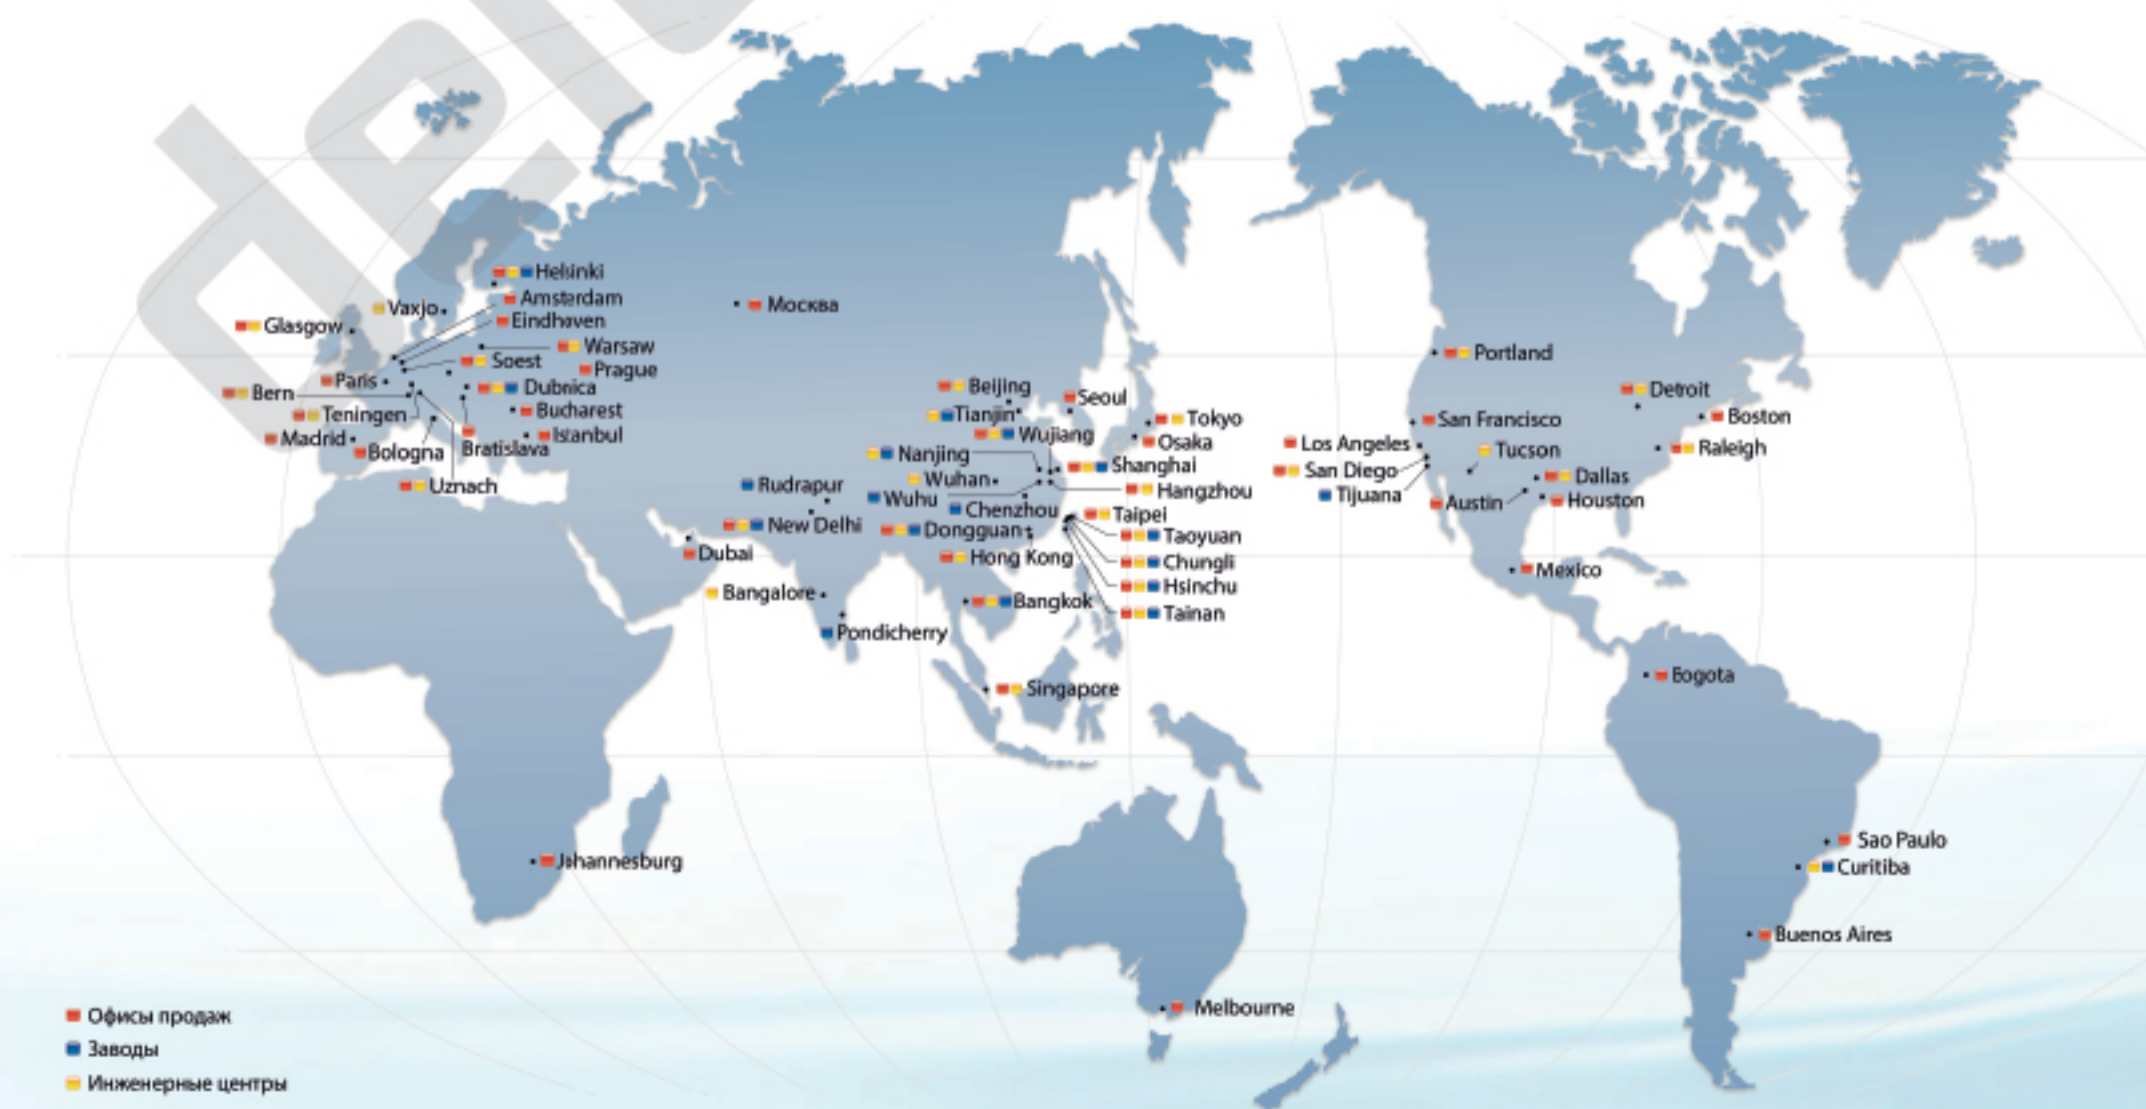 Helsinki
Amsterdam
Vaxjo
Москва
Eindhoven
Glasgow
Warsaw
Soest
Prague
Paris
Dubnica
Bern
Bucharest
Teningen
Istanbul
Madrid
Bologna
Bratislava
Uznach
Beijing
Seoul
Tianjin
Tokyo
Wujiang
Osaka
Nanjing
Shanghai
Wuhan
Rudrapur
Hangzhou
Wuhu
Chenzhou
Taipei
New Delhi
Dongguan
Taoyuan
Dubai
Hong Kong
Chungli
Hsinchu
Bangalore
Bangkok
Tainan
Pondicherry
Singapore
Portland
Detroit
Boston
San Francisco
Los Angeles
Tucson
Raleigh
San Diego
Dallas
Tijuana
Austin
Houston
Mexico
Bogota
Sao Paulo
Johannesburg
Curitiba
Buenos Aires
Melbourne
Офисы продаж
Заводы
Инженерные центры